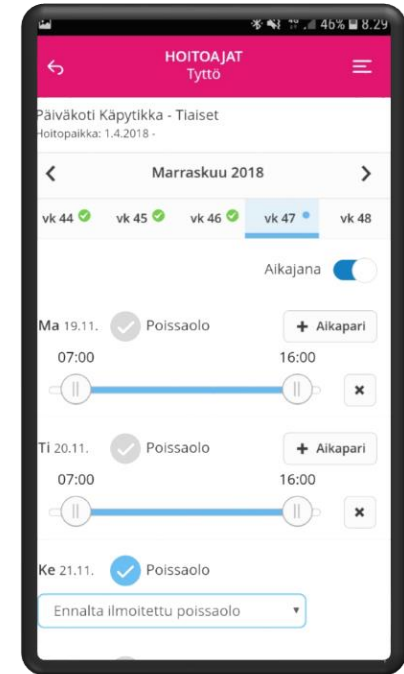 46% 8.29
HOITOAJAT
Tyttö
Päiväkoti Käpytikka - Tiaiset
Hoitopaikka: 1.4.2018 -
Marraskuu 2018
vk 44 vk 45 vk 46 vk 47 vk 48
Aikajana
Ma 19.11. Poissaolo + Aikapari
07:00 16:00
Ti 20.11. Poissaolo + Aikapari
07:00 16:00
Ke 21.11. Poissaolo
Ennalta ilmoitettu poissaolo